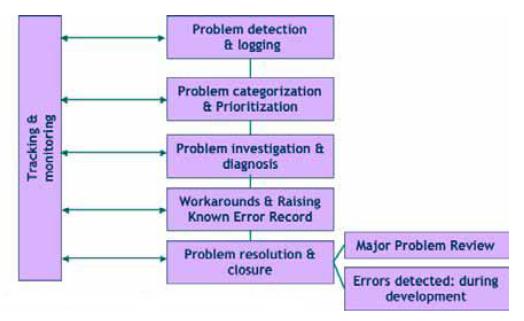 Tracking &
monitoring
Problem detection
& logging
Problem categorization
& Prioritization
Problem investigation &
diagnosis
Workarounds & Raising
Known Error Record
Problem resolution &
closure
Major Problem Review
Errors detected: during
development